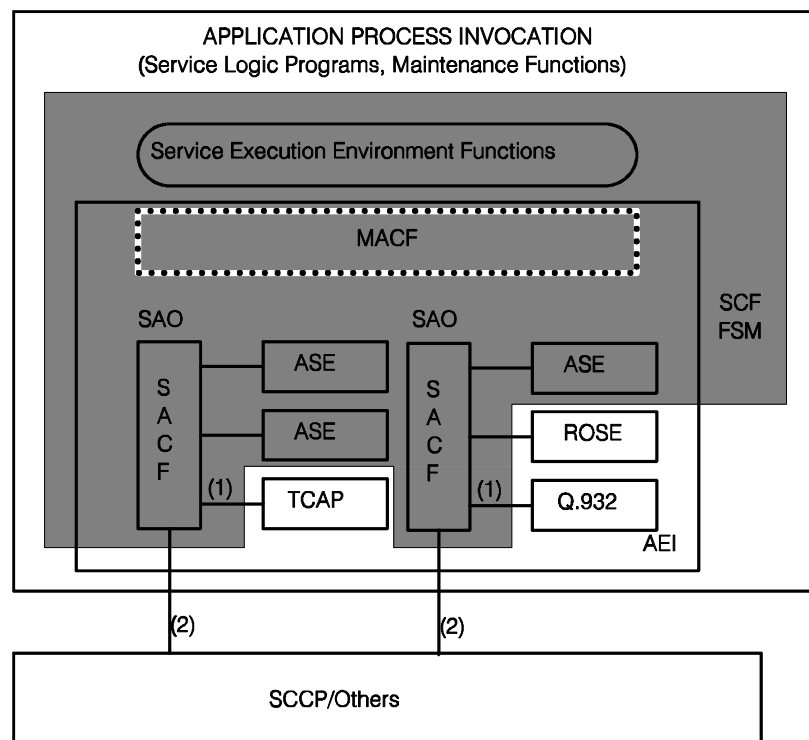 APPLICATION PROCESS INVOCATION
(Service Logic Programs, Maintenance Functions)
Service Execution Environment Functions
MACF
SCF
FSM
SAO
SAO
S
A
C
F
ASE
ASE
(1)
TCAP
S
A
C
F
ASE
ROSE
(1)
Q.932
AEI
(2)
(2)
SCCP/Others